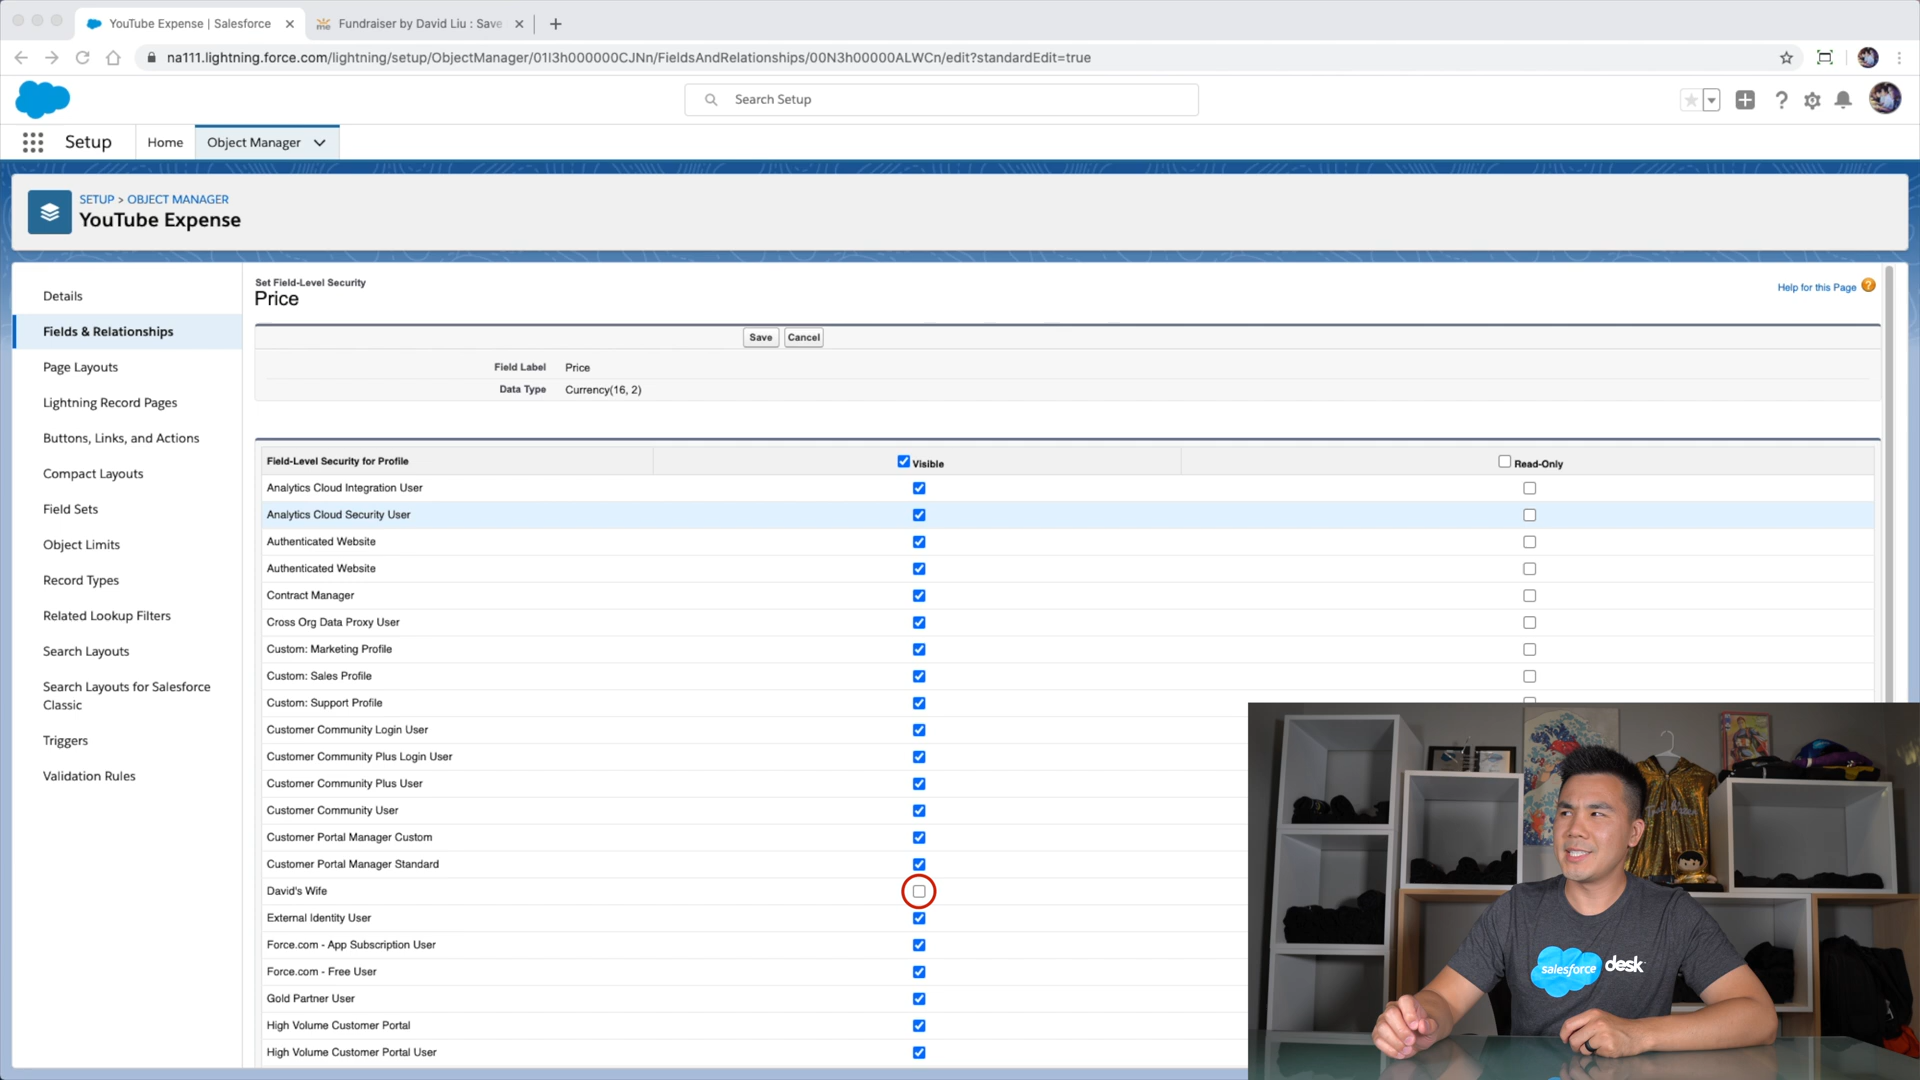 YouTube Expense | Salesforce
Fundraiser by David Liu : Save
na111.lightning.force.com/lightning/setup/ObjectManager/01I3h000000CJNn/FieldsAndRelationships/00N3h00000ALWCn/edit?standardEdit=true
Search Setup
Setup
Home
Object Manager
SETUP > OBJECT MANAGER
YouTube Expense
Details
Fields & Relationships
Page Layouts
Lightning Record Pages
Buttons, Links, and Actions
Compact Layouts
Field Sets
Object Limits
Record Types
Related Lookup Filters
Search Layouts
Search Layouts for Salesforce
Classic
Triggers
Validation Rules
Set Field-Level Security
Price
Help for this Page
Save Cancel
Field Label Price
Data Type Currency(16, 2)
Field-Level Security for Profile Visible Read-Only
Analytics Cloud Integration User
Analytics Cloud Security User
Authenticated Website
Authenticated Website
Contract Manager
Cross Org Data Proxy User
Custom: Marketing Profile
Custom: Sales Profile
Custom: Support Profile
Customer Community Login User
Customer Community Plus Login User
Customer Community Plus User
Customer Community User
Customer Portal Manager Custom
Customer Portal Manager Standard
David's Wife
External Identity User
Force.com - App Subscription User
Force.com - Free User
Gold Partner User
High Volume Customer Portal
High Volume Customer Portal User
salesforce desk